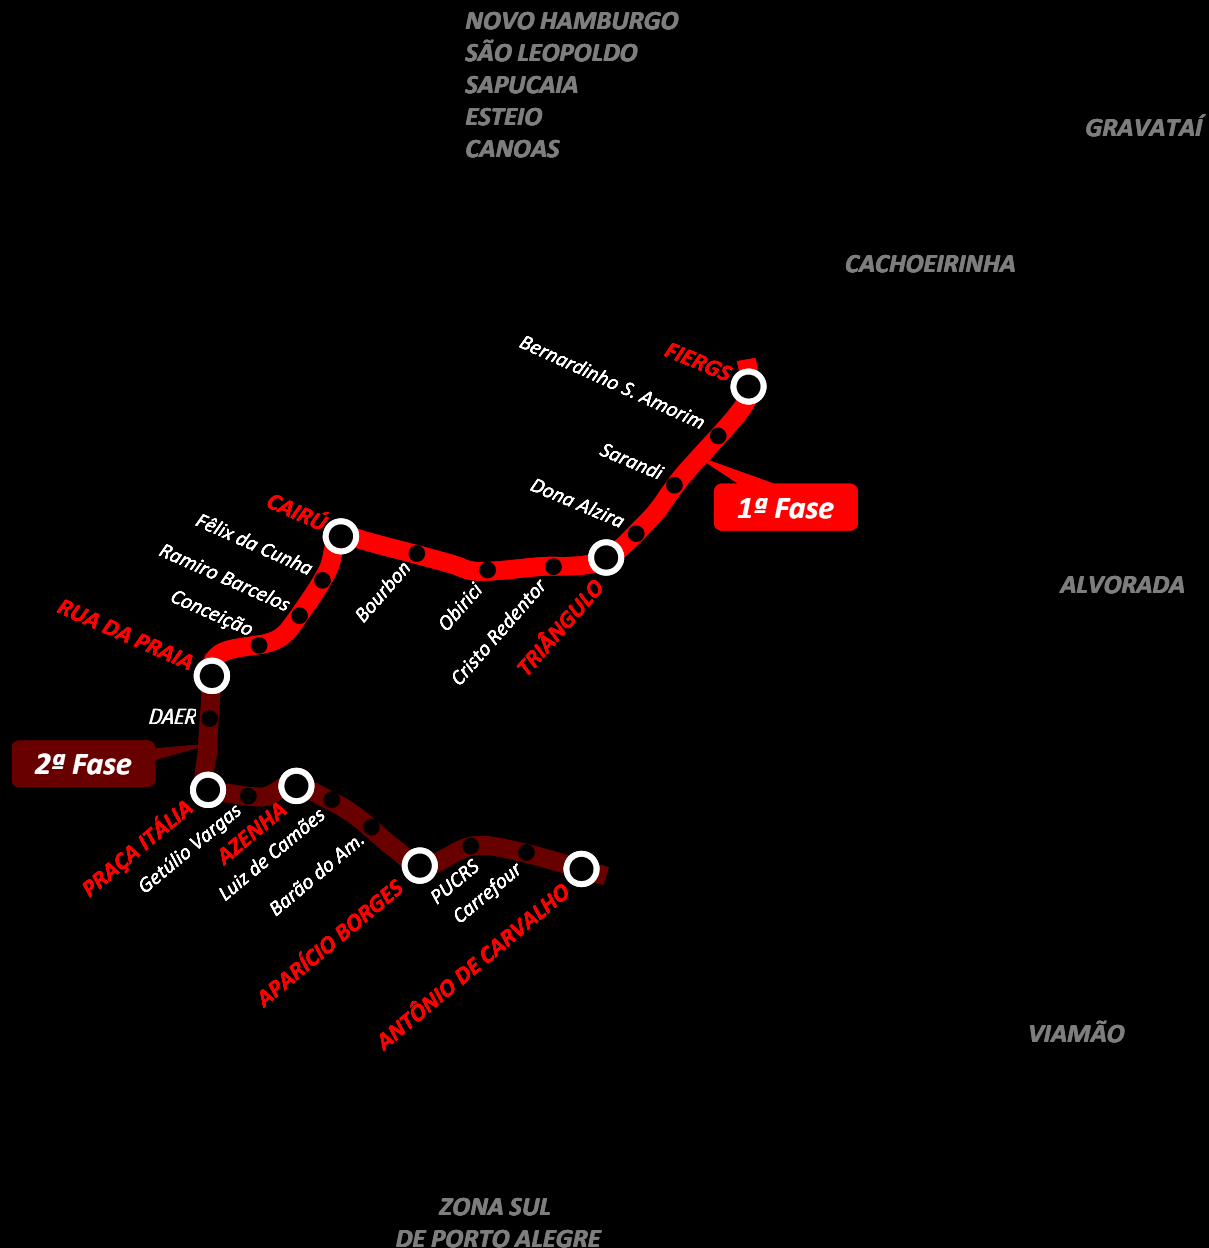 NOVO HAMBURGO
SÃO LEOPOLDO
SAPUCAIA
ESTEIO
CANOAS
GRAVATAÍ
CACHOEIRINHA
FIERGS
Bernardinho S. Amorim
Sarandi
Dona Alzira
1ª Fase
CAIRÚ
Fêlix da Cunha
Ramiro Barcelos
Conceição
RUA DA PRAIA
Bourbon
Obirici
Cristo Redentor
TRIÂNGULO
ALVORADA
DAER
2ª Fase
PRAÇA ITÁLIA
Getúlio Vargas
AZENHA
Luiz de Camões
Barão do Am.
APARÍCIO BORGES
PUCRS
Carrefour
ANTÔNIO DE CARVALHO
VIAMÃO
ZONA SUL
DE PORTO ALEGRE